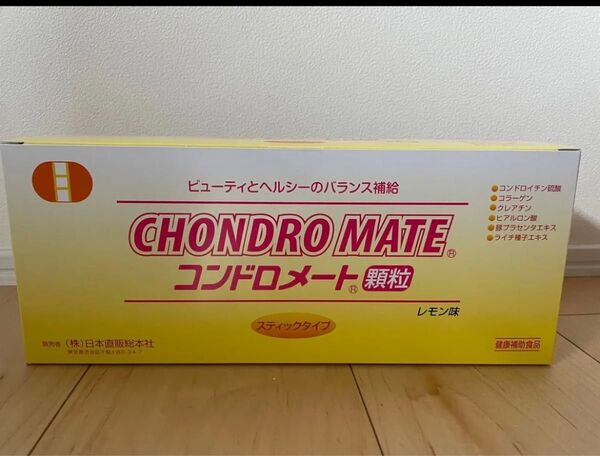 ビューティとヘルシーのバランス補給
CHONDRO MATE®
コンドロメート®顆粒
スティックタイプ
レモン味
コンドロイチン硫酸
コラーゲン
クレアチン
ヒアルロン酸
豚プラセンタエキス
ライチ種子エキス
販売者 (株)日本直販総本社
健康補助食品